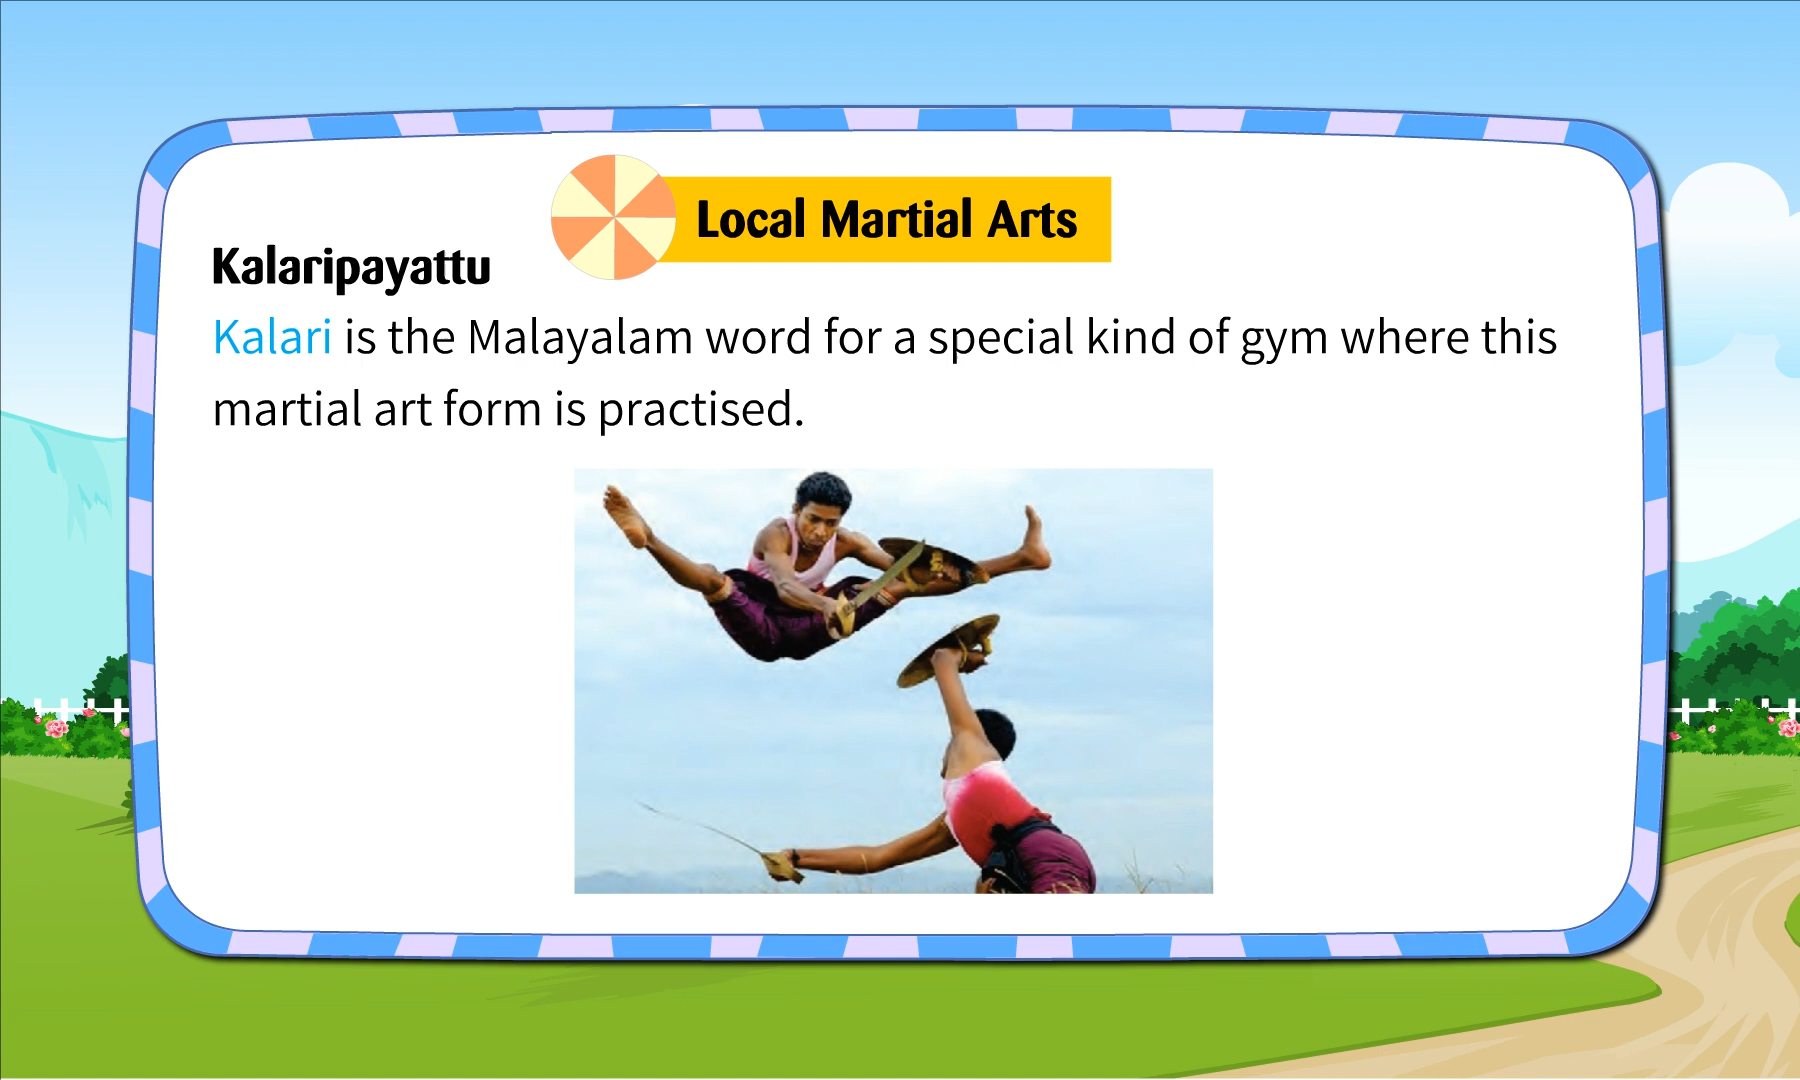 Local Martial Arts
Kalaripayattu
Kalari is the Malayalam word for a special kind of gym where this
martial art form is practised.